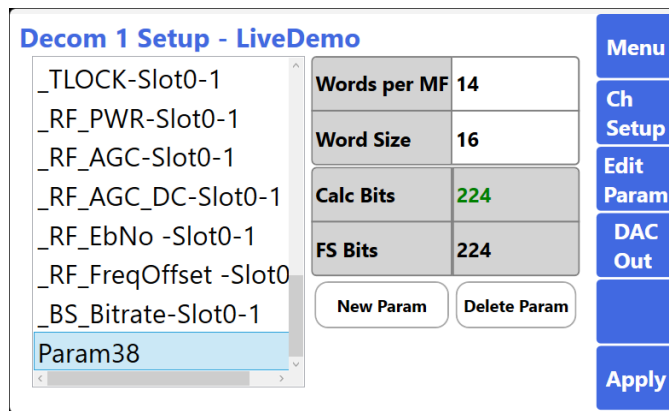 Decom 1 Setup - LiveDemo
_TLOCK-Slot0-1
_RF_PWR-Slot0-1
_RF_AGC-Slot0-1
_RF_AGC_DC-Slot0-1
_RF_EbNo -Slot0-1
_RF_FreqOffset -Slot0
_BS_Bitrate-Slot0-1
Param38
Words per MF 14
Word Size 16
Calc Bits 224
FS Bits 224
New Param Delete Param
Menu
Ch
Setup
Edit
Param
DAC
Out
Apply